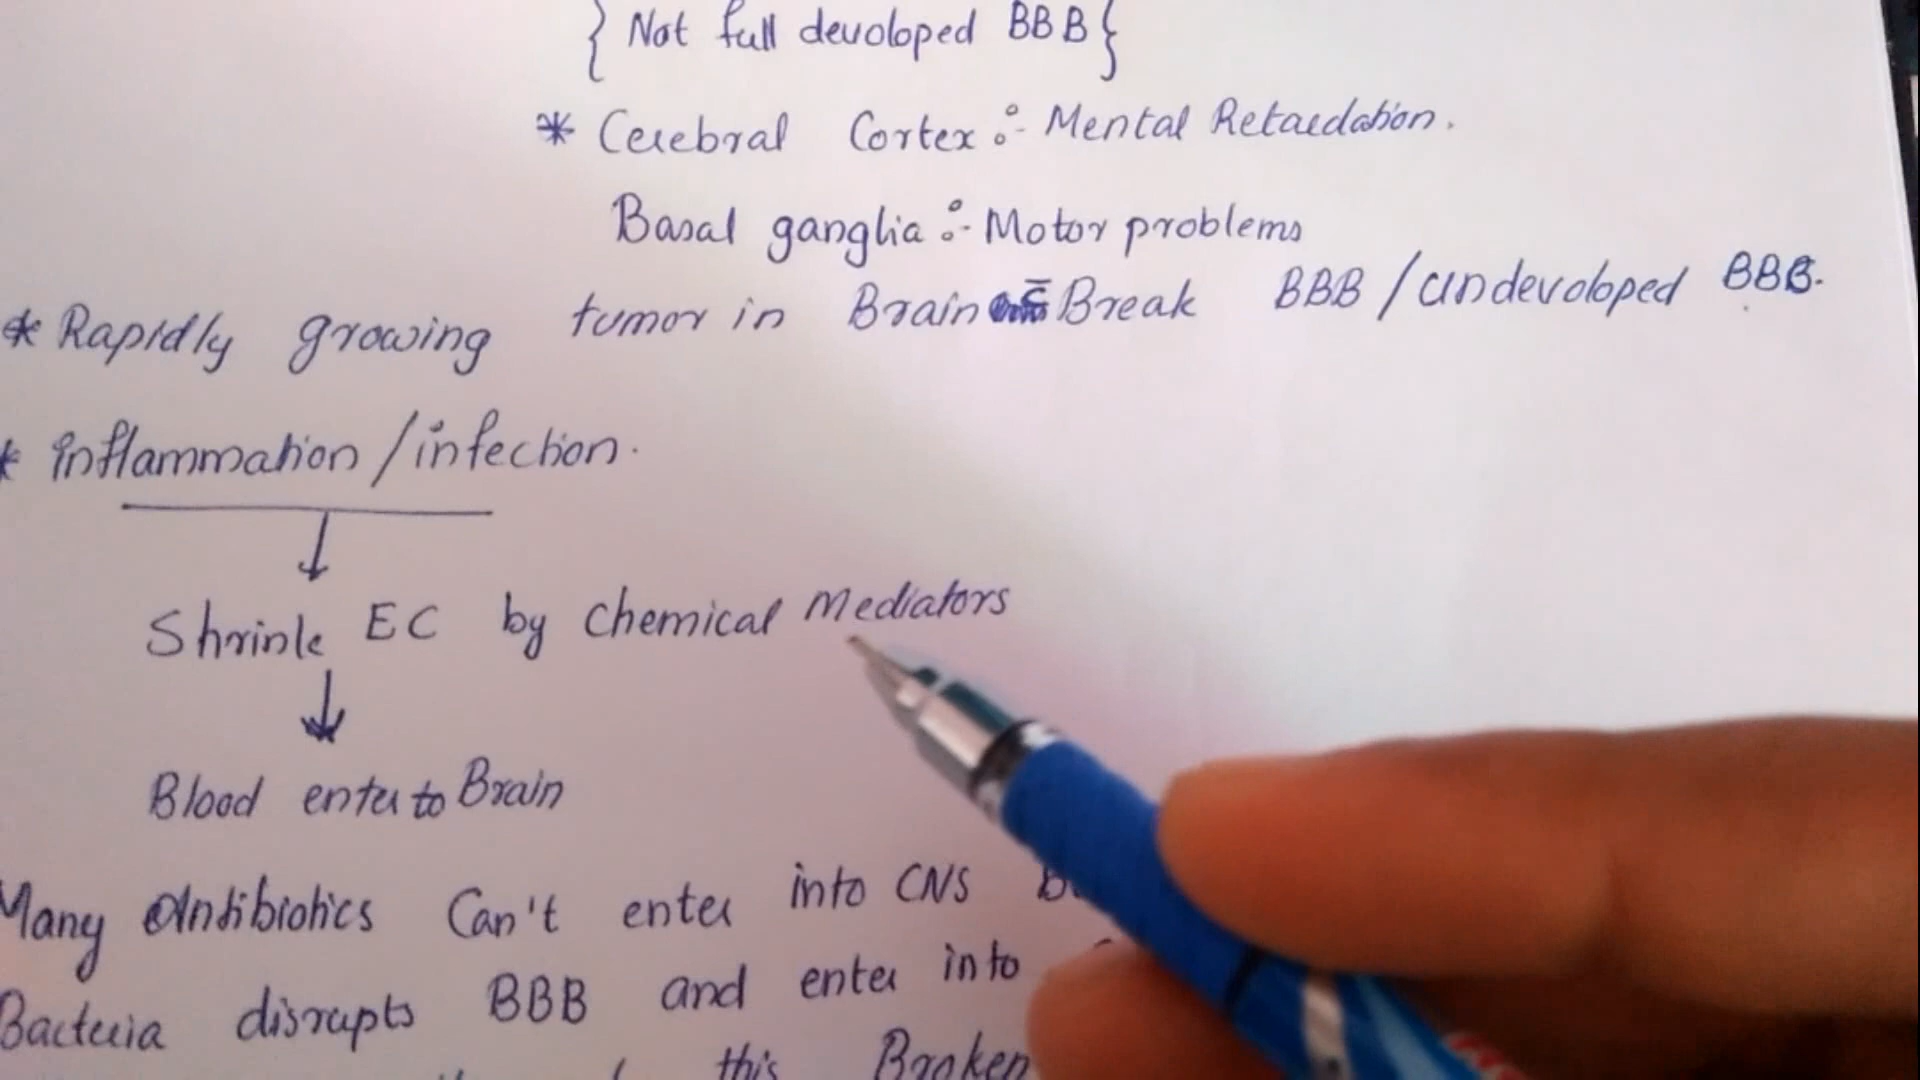 { Not full devoloped BBB }
* Cerebral Cortex :- Mental Retardation.
Basal ganglia :- Motor problems
* Rapidly growing tumor in Brain c̄ Break BBB / undevoloped BBB.
* inflammation / infection.
↓
Shrink EC by Chemical Mediators
↓
Blood enter to Brain
Many Antibiotics Can't enter into CNS
Bacteria disrupts BBB and enter into
this Broken